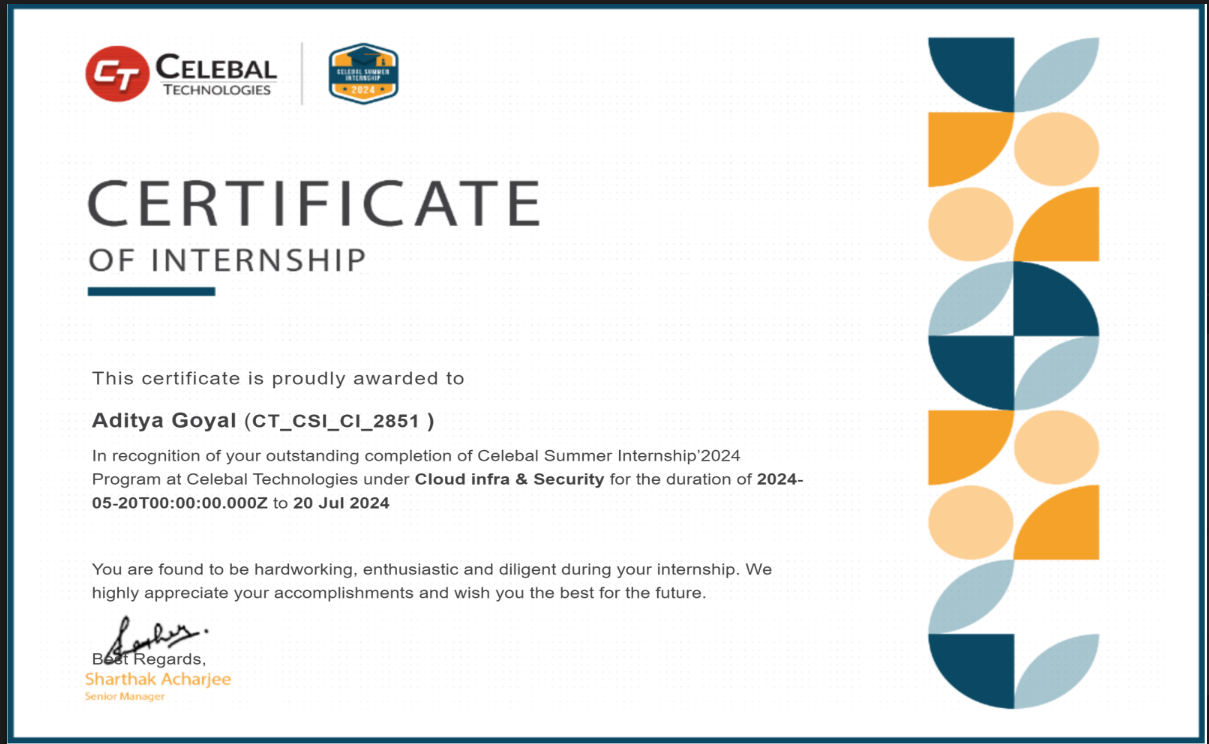 CT CELEBAL
TECHNOLOGIES
CELEBAL SUMMER
INTERNSHIP
2024
CERTIFICATE
OF INTERNSHIP
This certificate is proudly awarded to
Aditya Goyal (CT_CSI_CI_2851 )
In recognition of your outstanding completion of Celebal Summer Internship’2024
Program at Celebal Technologies under Cloud infra & Security for the duration of 2024-
05-20T00:00:00.000Z to 20 Jul 2024
You are found to be hardworking, enthusiastic and diligent during your internship. We
highly appreciate your accomplishments and wish you the best for the future.
Best Regards,
Sharthak Acharjee
Senior Manager